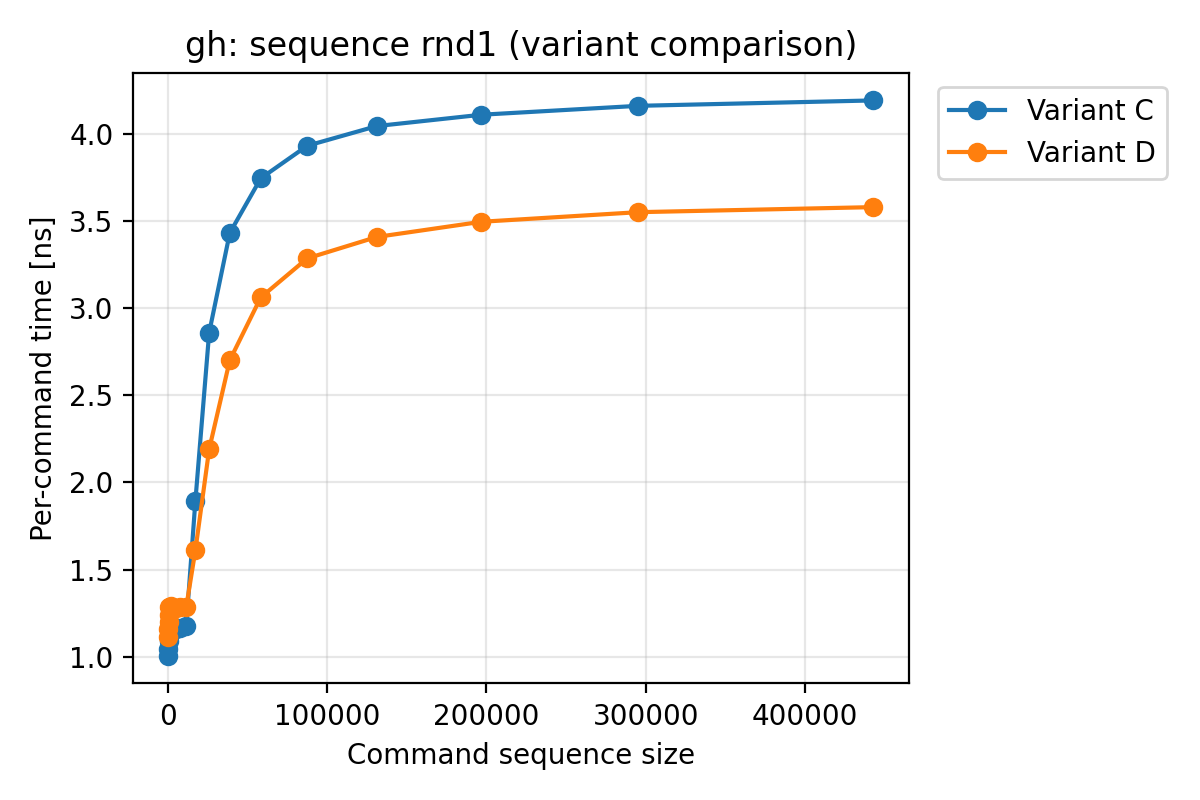 gh: sequence rnd1 (variant comparison)
Variant C
Variant D
Per-command time [ns]
4.0
3.5
3.0
2.5
2.0
1.5
1.0
0
100000
200000
300000
400000
Command sequence size